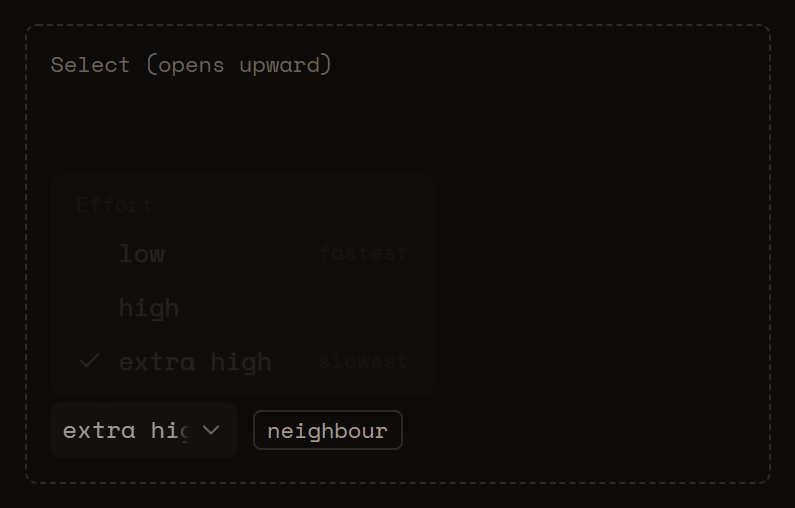 Select (opens upward)
Effort
low fastest
high
extra high slowest
extra hig neighbour